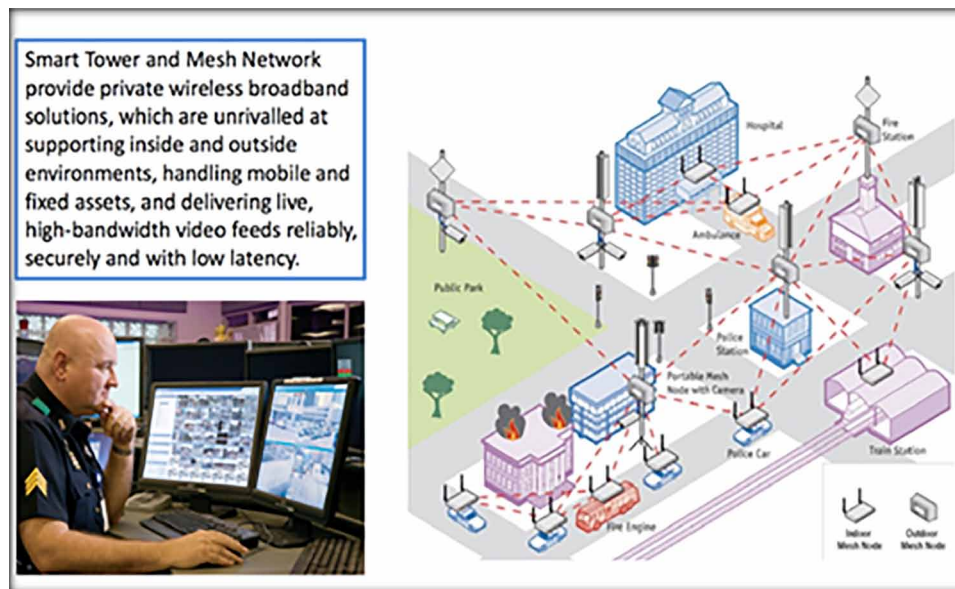 Smart Tower and Mesh Network
provide private wireless broadband
solutions, which are unrivalled at
supporting inside and outside
environments, handling mobile and
fixed assets, and delivering live,
high-bandwidth video feeds reliably,
securely and with low latency.
Hospital
Fire
Station
Ambulance
Public Park
Police
Station
Portable Mesh
Node with Camera
Police Car
Train Station
Fire Engine
Indoor
Mesh Node
Outdoor
Mesh Node